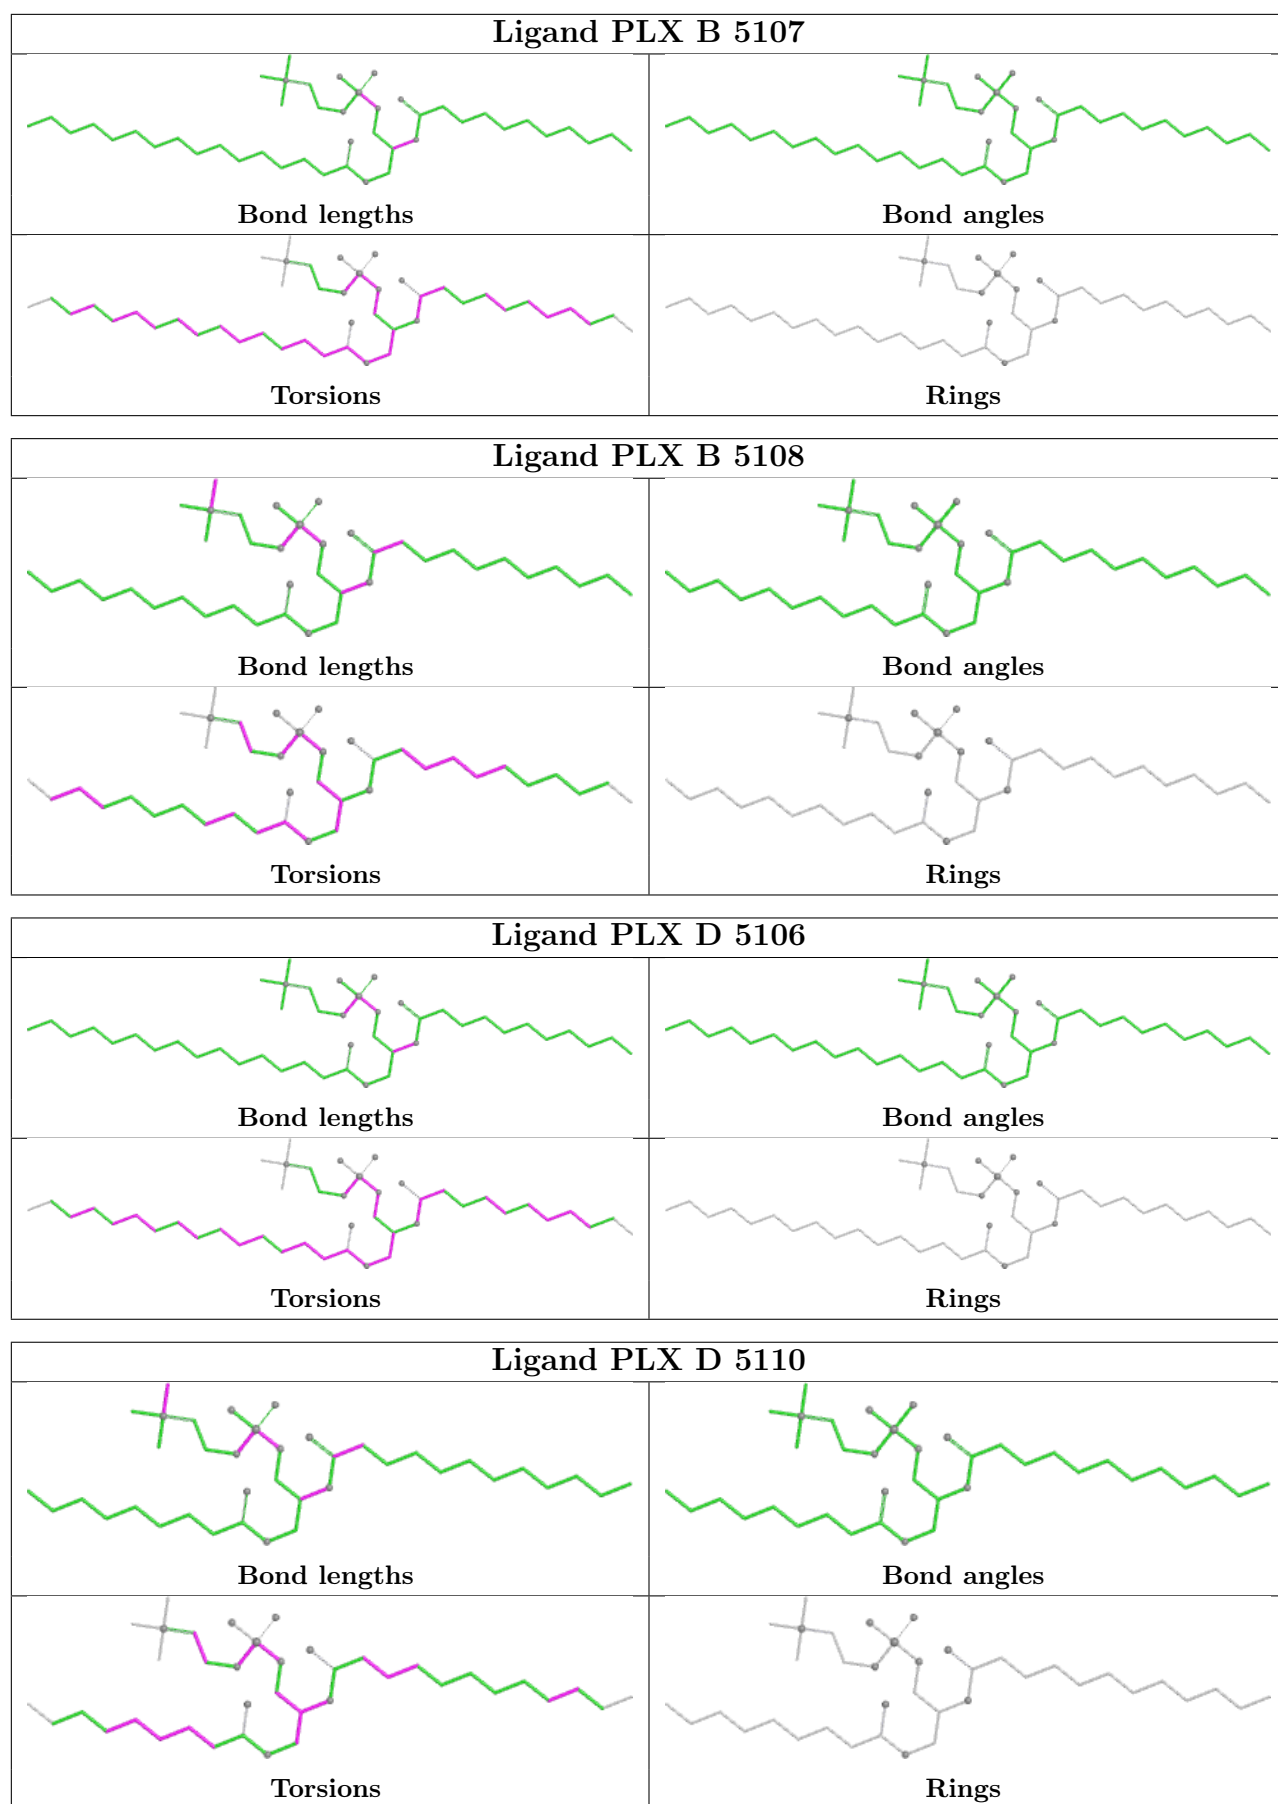 Ligand PLX B 5107
Bond lengths
Bond angles
Torsions
Rings
Ligand PLX B 5108
Bond lengths
Bond angles
Torsions
Rings
Ligand PLX D 5106
Bond lengths
Bond angles
Torsions
Rings
Ligand PLX D 5110
Bond lengths
Bond angles
Torsions
Rings